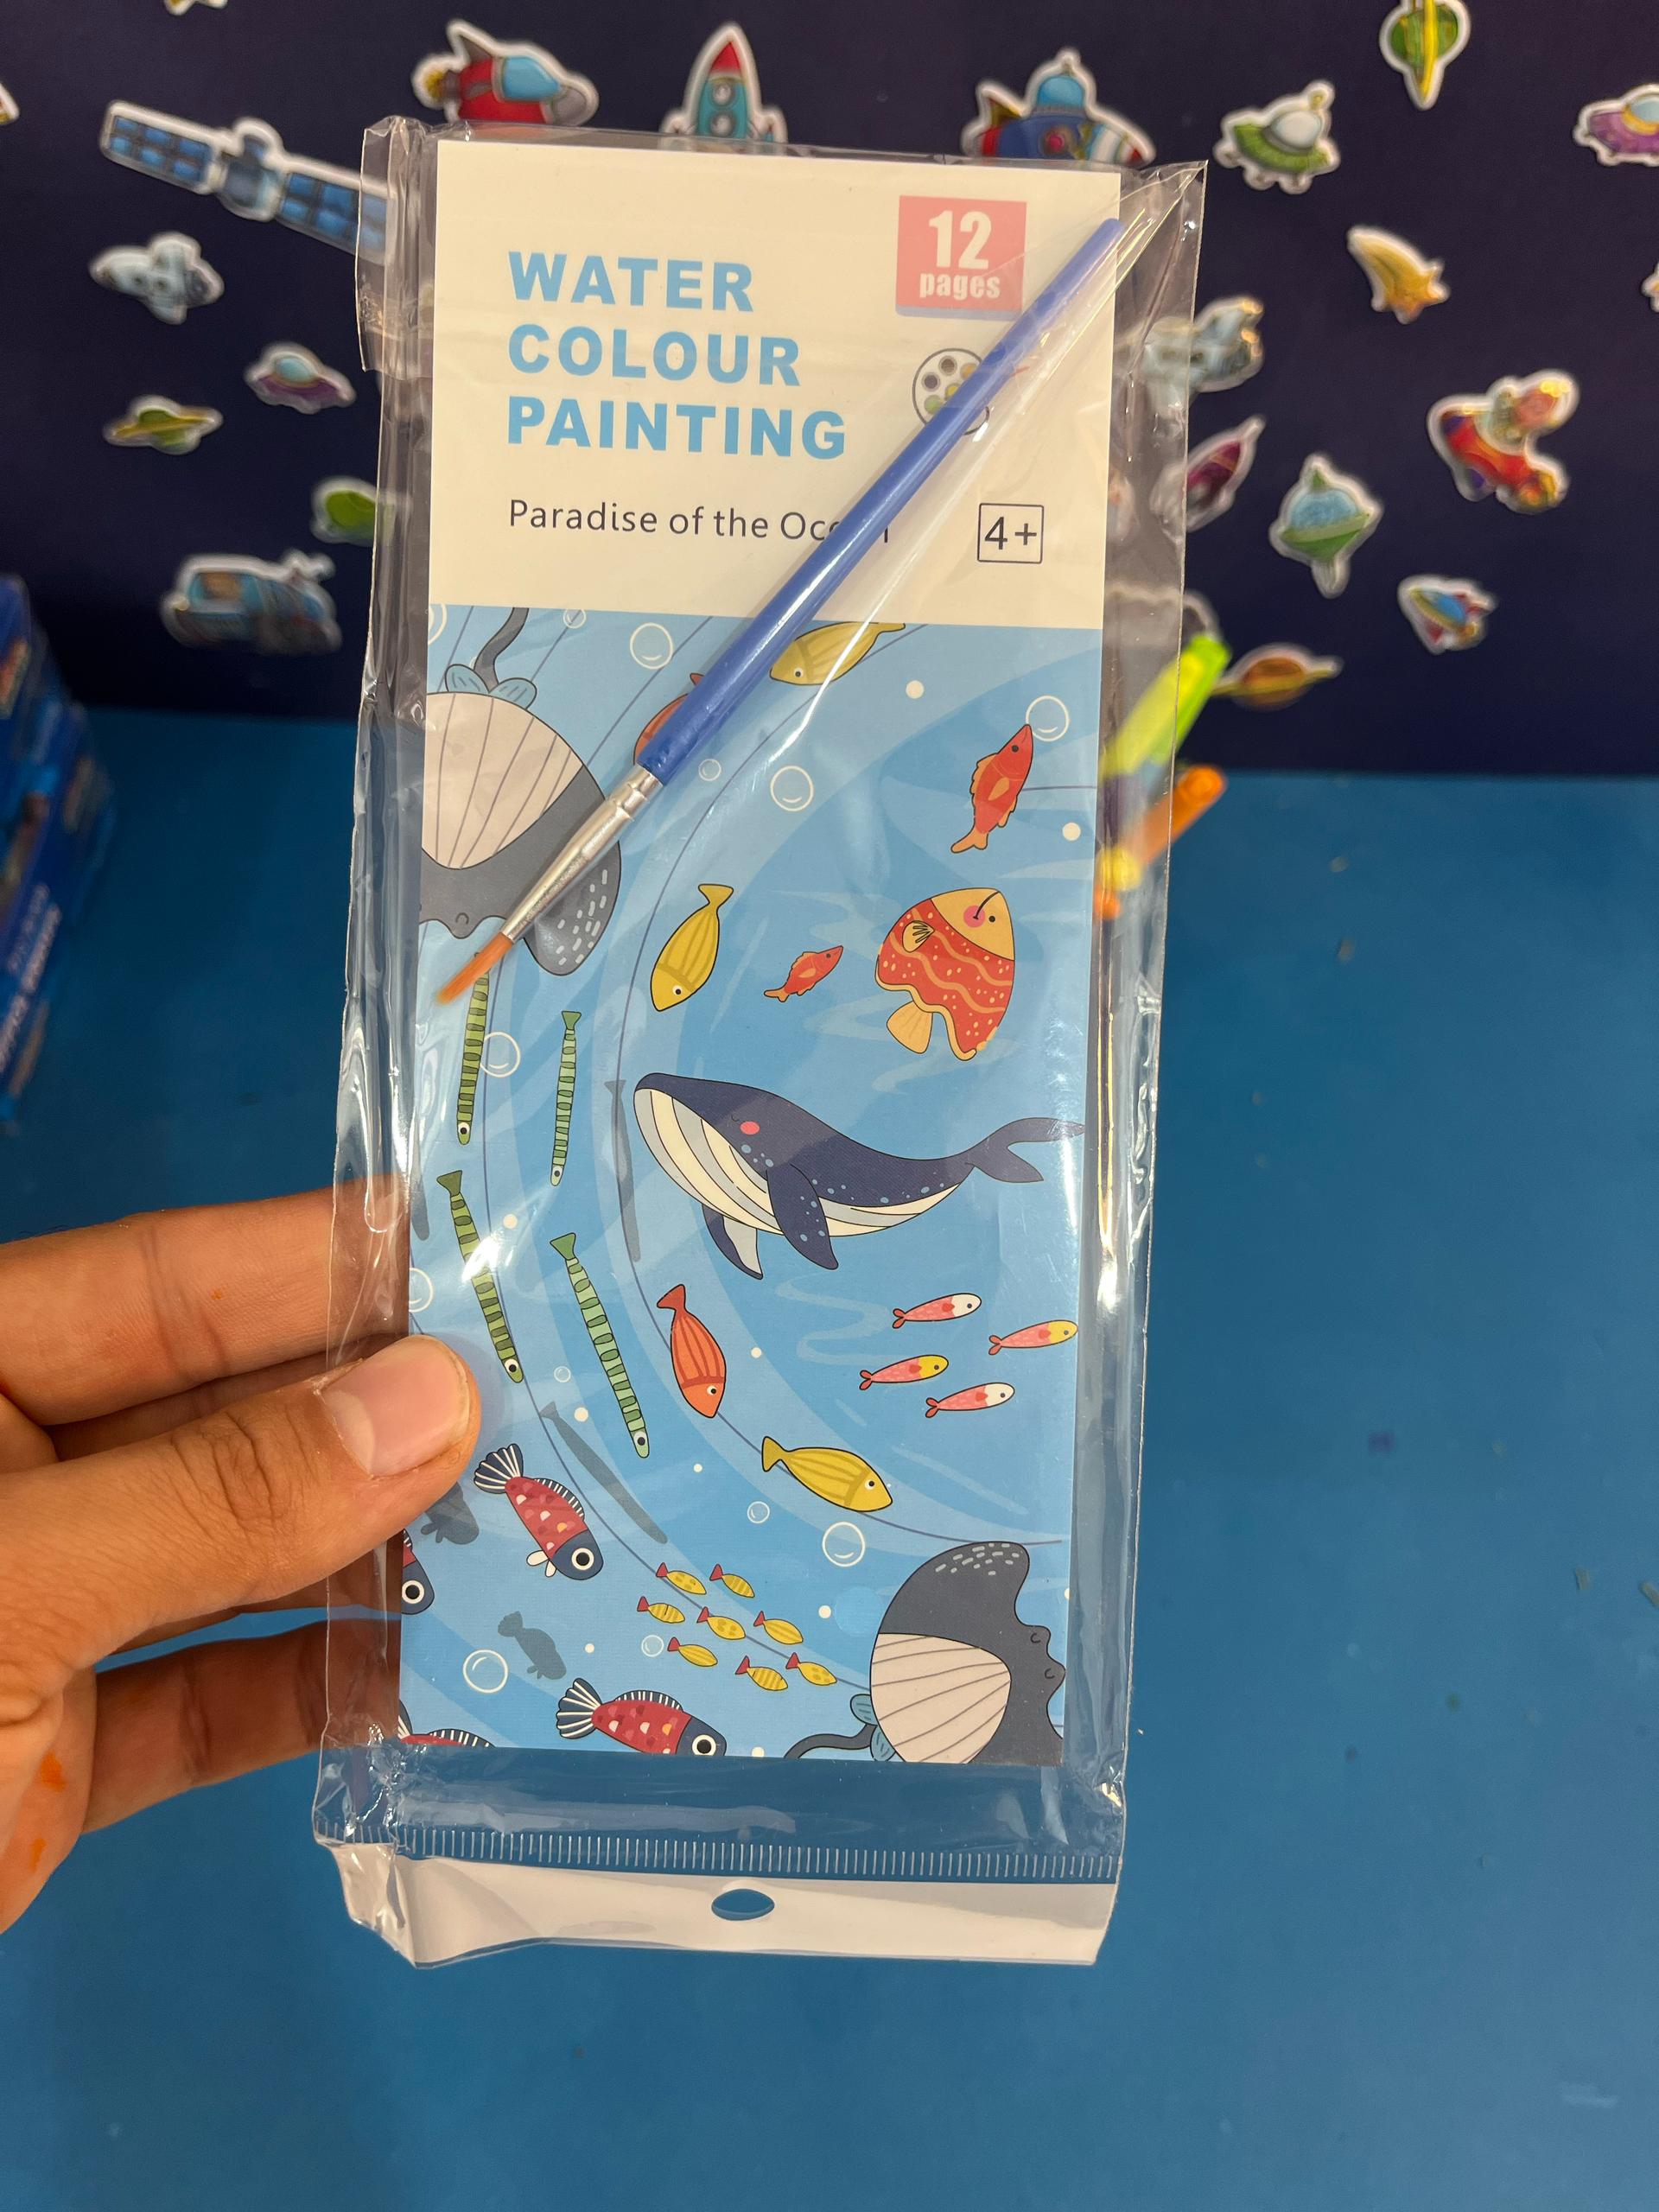 12
pages
WATER
COLOUR
PAINTING
Paradise of the
4+